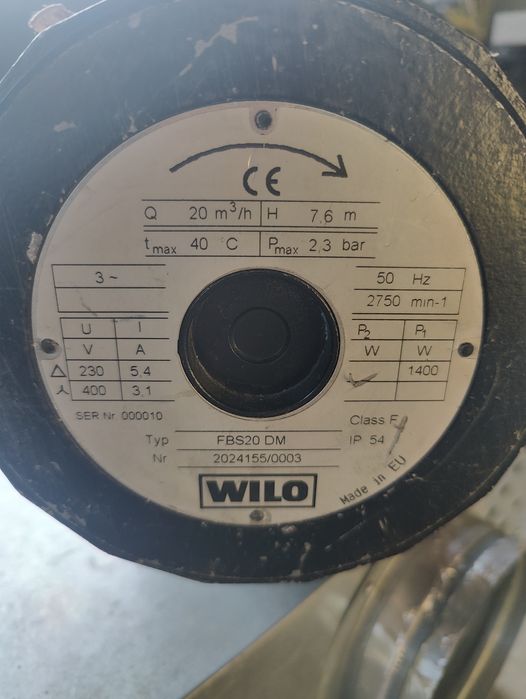 CE
Q 20 m³/h H 7,6 m
tmax 40 °C Pmax 2,3 bar
3 ~ 50 Hz
2750 min-1
U I P2 P1
V A W W
△ 230 5,4 1400
⅄ 400 3,1
SER Nr 000010 Class F
Typ FBS20 DM IP 54
Nr 2024155/0003
WILO
Made in EU